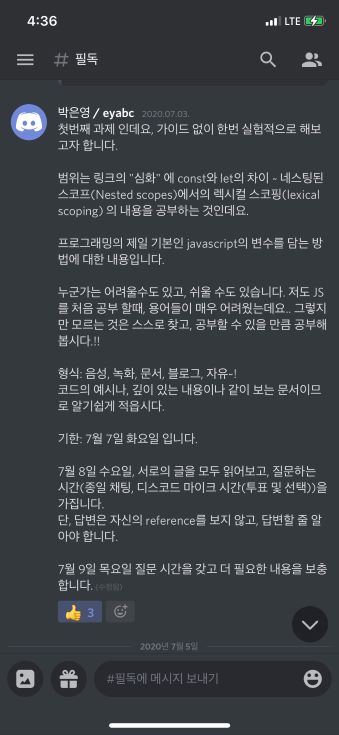 4:36
LTE
# 필독
박은영 / eyabc 2020.07.03.
첫번째 과제 인데요, 가이드 없이 한번 실험적으로 해보
고자 합니다.
범위는 링크의 "심화" 에 const와 let의 차이 ~ 네스팅된
스코프(Nested scopes)에서의 렉시컬 스코핑(lexical
scoping) 의 내용을 공부하는 것인데요.
프로그래밍의 제일 기본인 javascript의 변수를 담는 방
법에 대한 내용입니다.
누군가는 어려울수도 있고, 쉬울 수도 있습니다. 저도 JS
를 처음 공부 할때, 용어들이 매우 어려웠는데요.. 그렇지
만 모르는 것은 스스로 찾고, 공부할 수 있을 만큼 공부해
봅시다.!!
형식: 음성, 녹화, 문서, 블로그, 자유~!
코드의 예시나, 깊이 있는 내용이나 같이 보는 문서이므
로 알기쉽게 적읍시다.
기한: 7월 7일 화요일 입니다.
7월 8일 수요일, 서로의 글을 모두 읽어보고, 질문하는
시간(종일 채팅, 디스코드 마이크 시간(투표 및 선택))을
가집니다.
단, 답변은 자신의 reference를 보지 않고, 답변할 줄 알
아야 합니다.
7월 9일 목요일 질문 시간을 갖고 더 필요한 내용을 보충
합니다. (수정됨)
3
2020년 7월 5일
#필독에 메시지 보내기